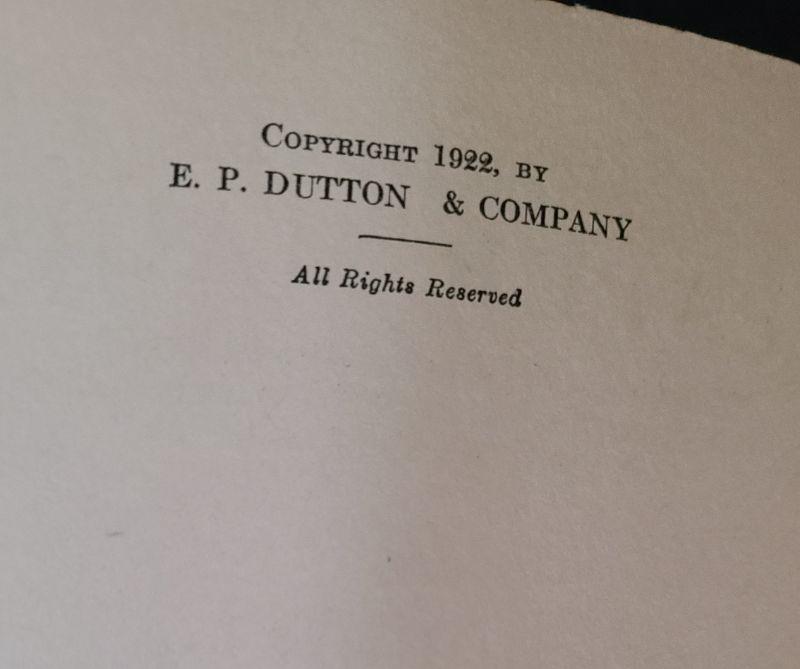 Copyright 1922, by
E. P. DUTTON & COMPANY
All Rights Reserved